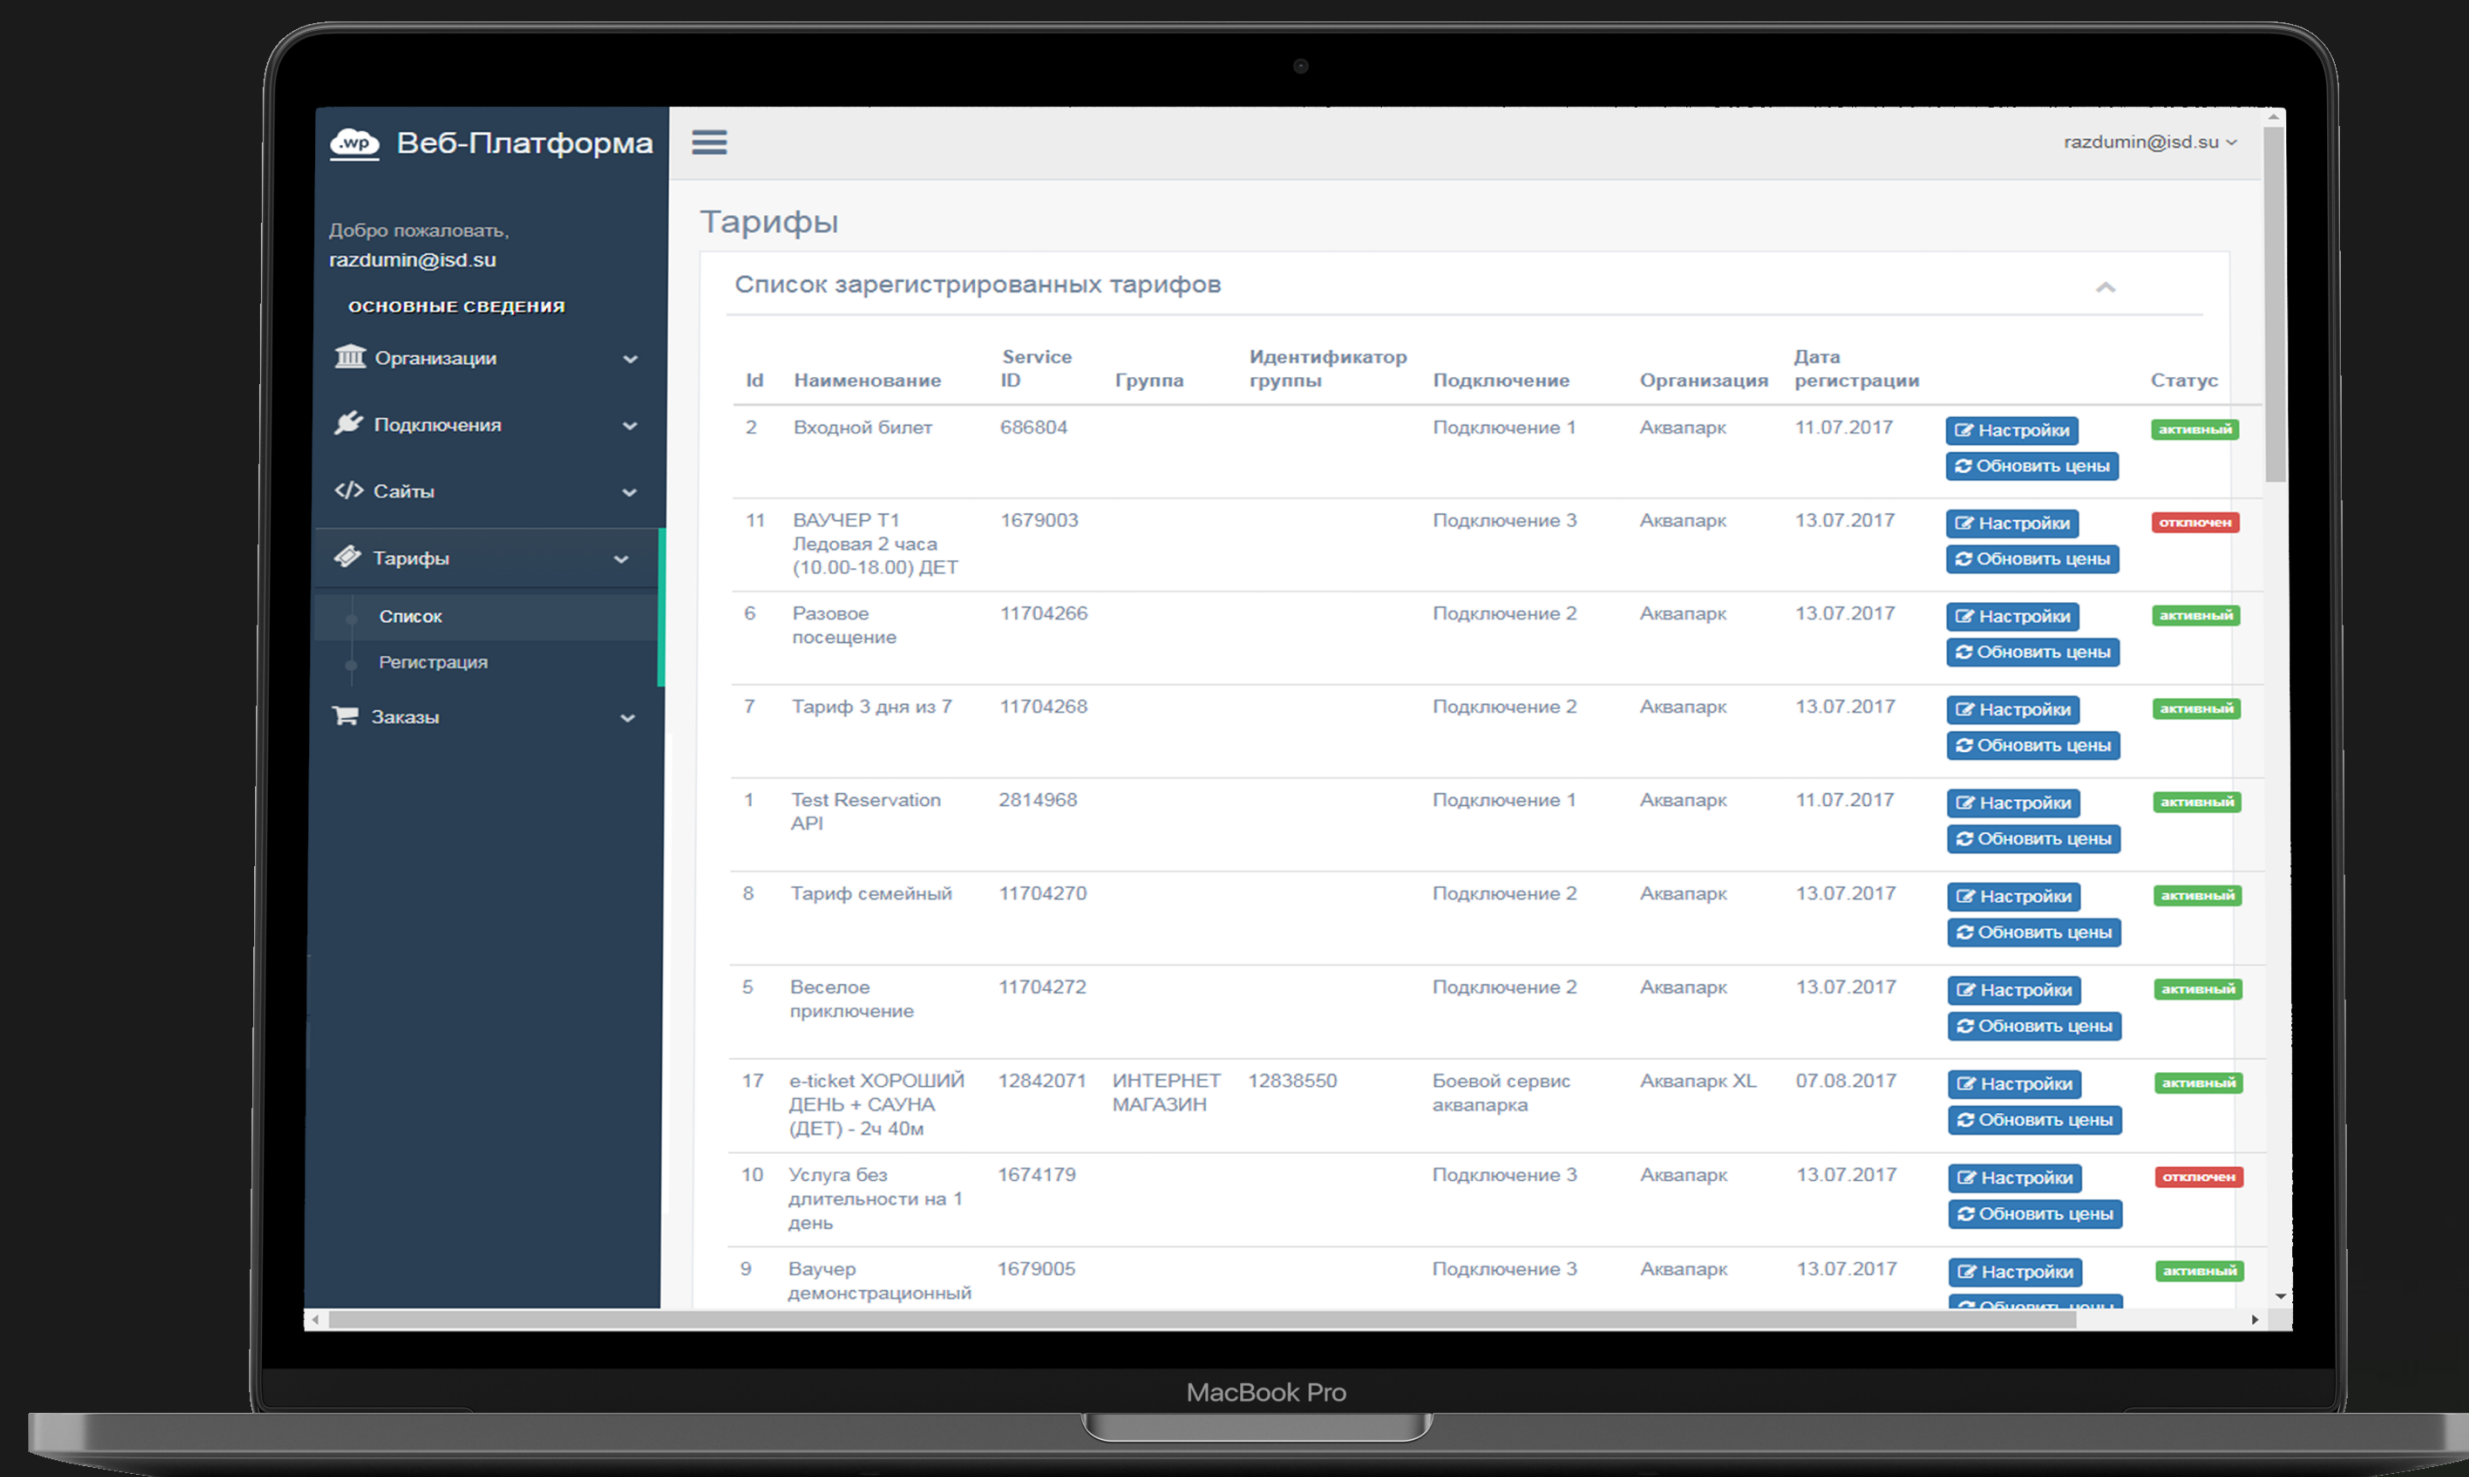 .wp Веб-Платформа
razdumin@isd.su
Добро пожаловать,
razdumin@isd.su
ОСНОВНЫЕ СВЕДЕНИЯ
Организации
Подключения
Сайты
Тарифы
Список
Регистрация
Заказы
Тарифы
Список зарегистрированных тарифов
Id Наименование Service ID Группа Идентификатор группы Подключение Организация Дата регистрации Статус
2 Входной билет 686804 Подключение 1 Аквапарк 11.07.2017 Настройки активный
Обновить цены
11 ВАУЧЕР Т1 1679003 Подключение 3 Аквапарк 13.07.2017 Настройки отключен
Ледовая 2 часа Обновить цены
(10.00-18.00) ДЕТ
6 Разовое 11704266 Подключение 2 Аквапарк 13.07.2017 Настройки активный
посещение Обновить цены
7 Тариф 3 дня из 7 11704268 Подключение 2 Аквапарк 13.07.2017 Настройки активный
Обновить цены
1 Test Reservation 2814968 Подключение 1 Аквапарк 11.07.2017 Настройки активный
API Обновить цены
8 Тариф семейный 11704270 Подключение 2 Аквапарк 13.07.2017 Настройки активный
Обновить цены
5 Веселое 11704272 Подключение 2 Аквапарк 13.07.2017 Настройки активный
приключение Обновить цены
17 e-ticket ХОРОШИЙ 12842071 ИНТЕРНЕТ 12838550 Боевой сервис Аквапарк XL 07.08.2017 Настройки активный
ДЕНЬ + САУНА МАГАЗИН аквапарка Обновить цены
(ДЕТ) - 2ч 40м
10 Услуга без 1674179 Подключение 3 Аквапарк 13.07.2017 Настройки отключен
длительности на 1 Обновить цены
день
9 Ваучер 1679005 Подключение 3 Аквапарк 13.07.2017 Настройки активный
демонстрационный Обновить цены
MacBook Pro